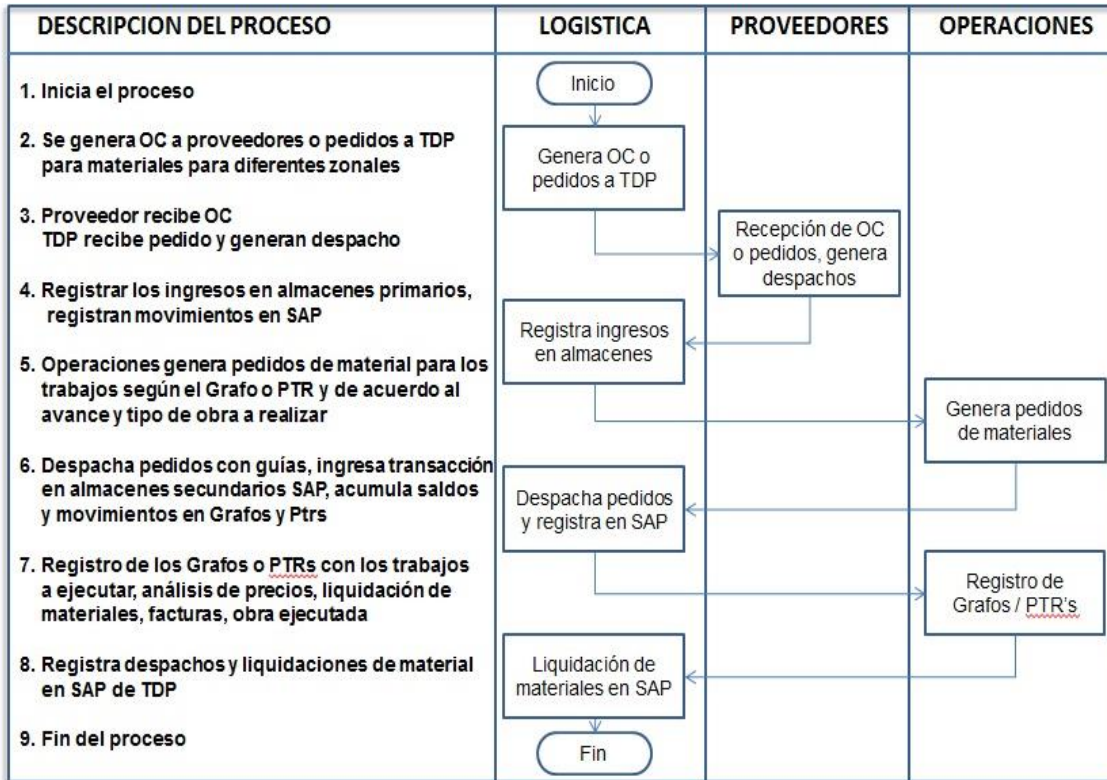 DESCRIPCION DEL PROCESO
LOGISTICA
PROVEEDORES
OPERACIONES
1. Inicia el proceso
2. Se genera OC a proveedores o pedidos a TDP
para materiales para diferentes zonales
3. Proveedor recibe OC
TDP recibe pedido y generan despacho
4. Registrar los ingresos en almacenes primarios,
registran movimientos en SAP
5. Operaciones genera pedidos de material para los
trabajos según el Grafo o PTR y de acuerdo al
avance y tipo de obra a realizar
6. Despacha pedidos con guías, ingresa transacción
en almacenes secundarios SAP, acumula saldos
y movimientos en Grafos y Ptrs
7. Registro de los Grafos o PTRs con los trabajos
a ejecutar, análisis de precios, liquidación de
materiales, facturas, obra ejecutada
8. Registra despachos y liquidaciones de material
en SAP de TDP
9. Fin del proceso
Inicio
Genera OC o
pedidos a TDP
Recepción de OC
o pedidos, genera
despachos
Registra ingresos
en almacenes
Genera pedidos
de materiales
Despacha pedidos
y registra en SAP
Registro de
Grafos / PTR's
Liquidación de
materiales en SAP
Fin